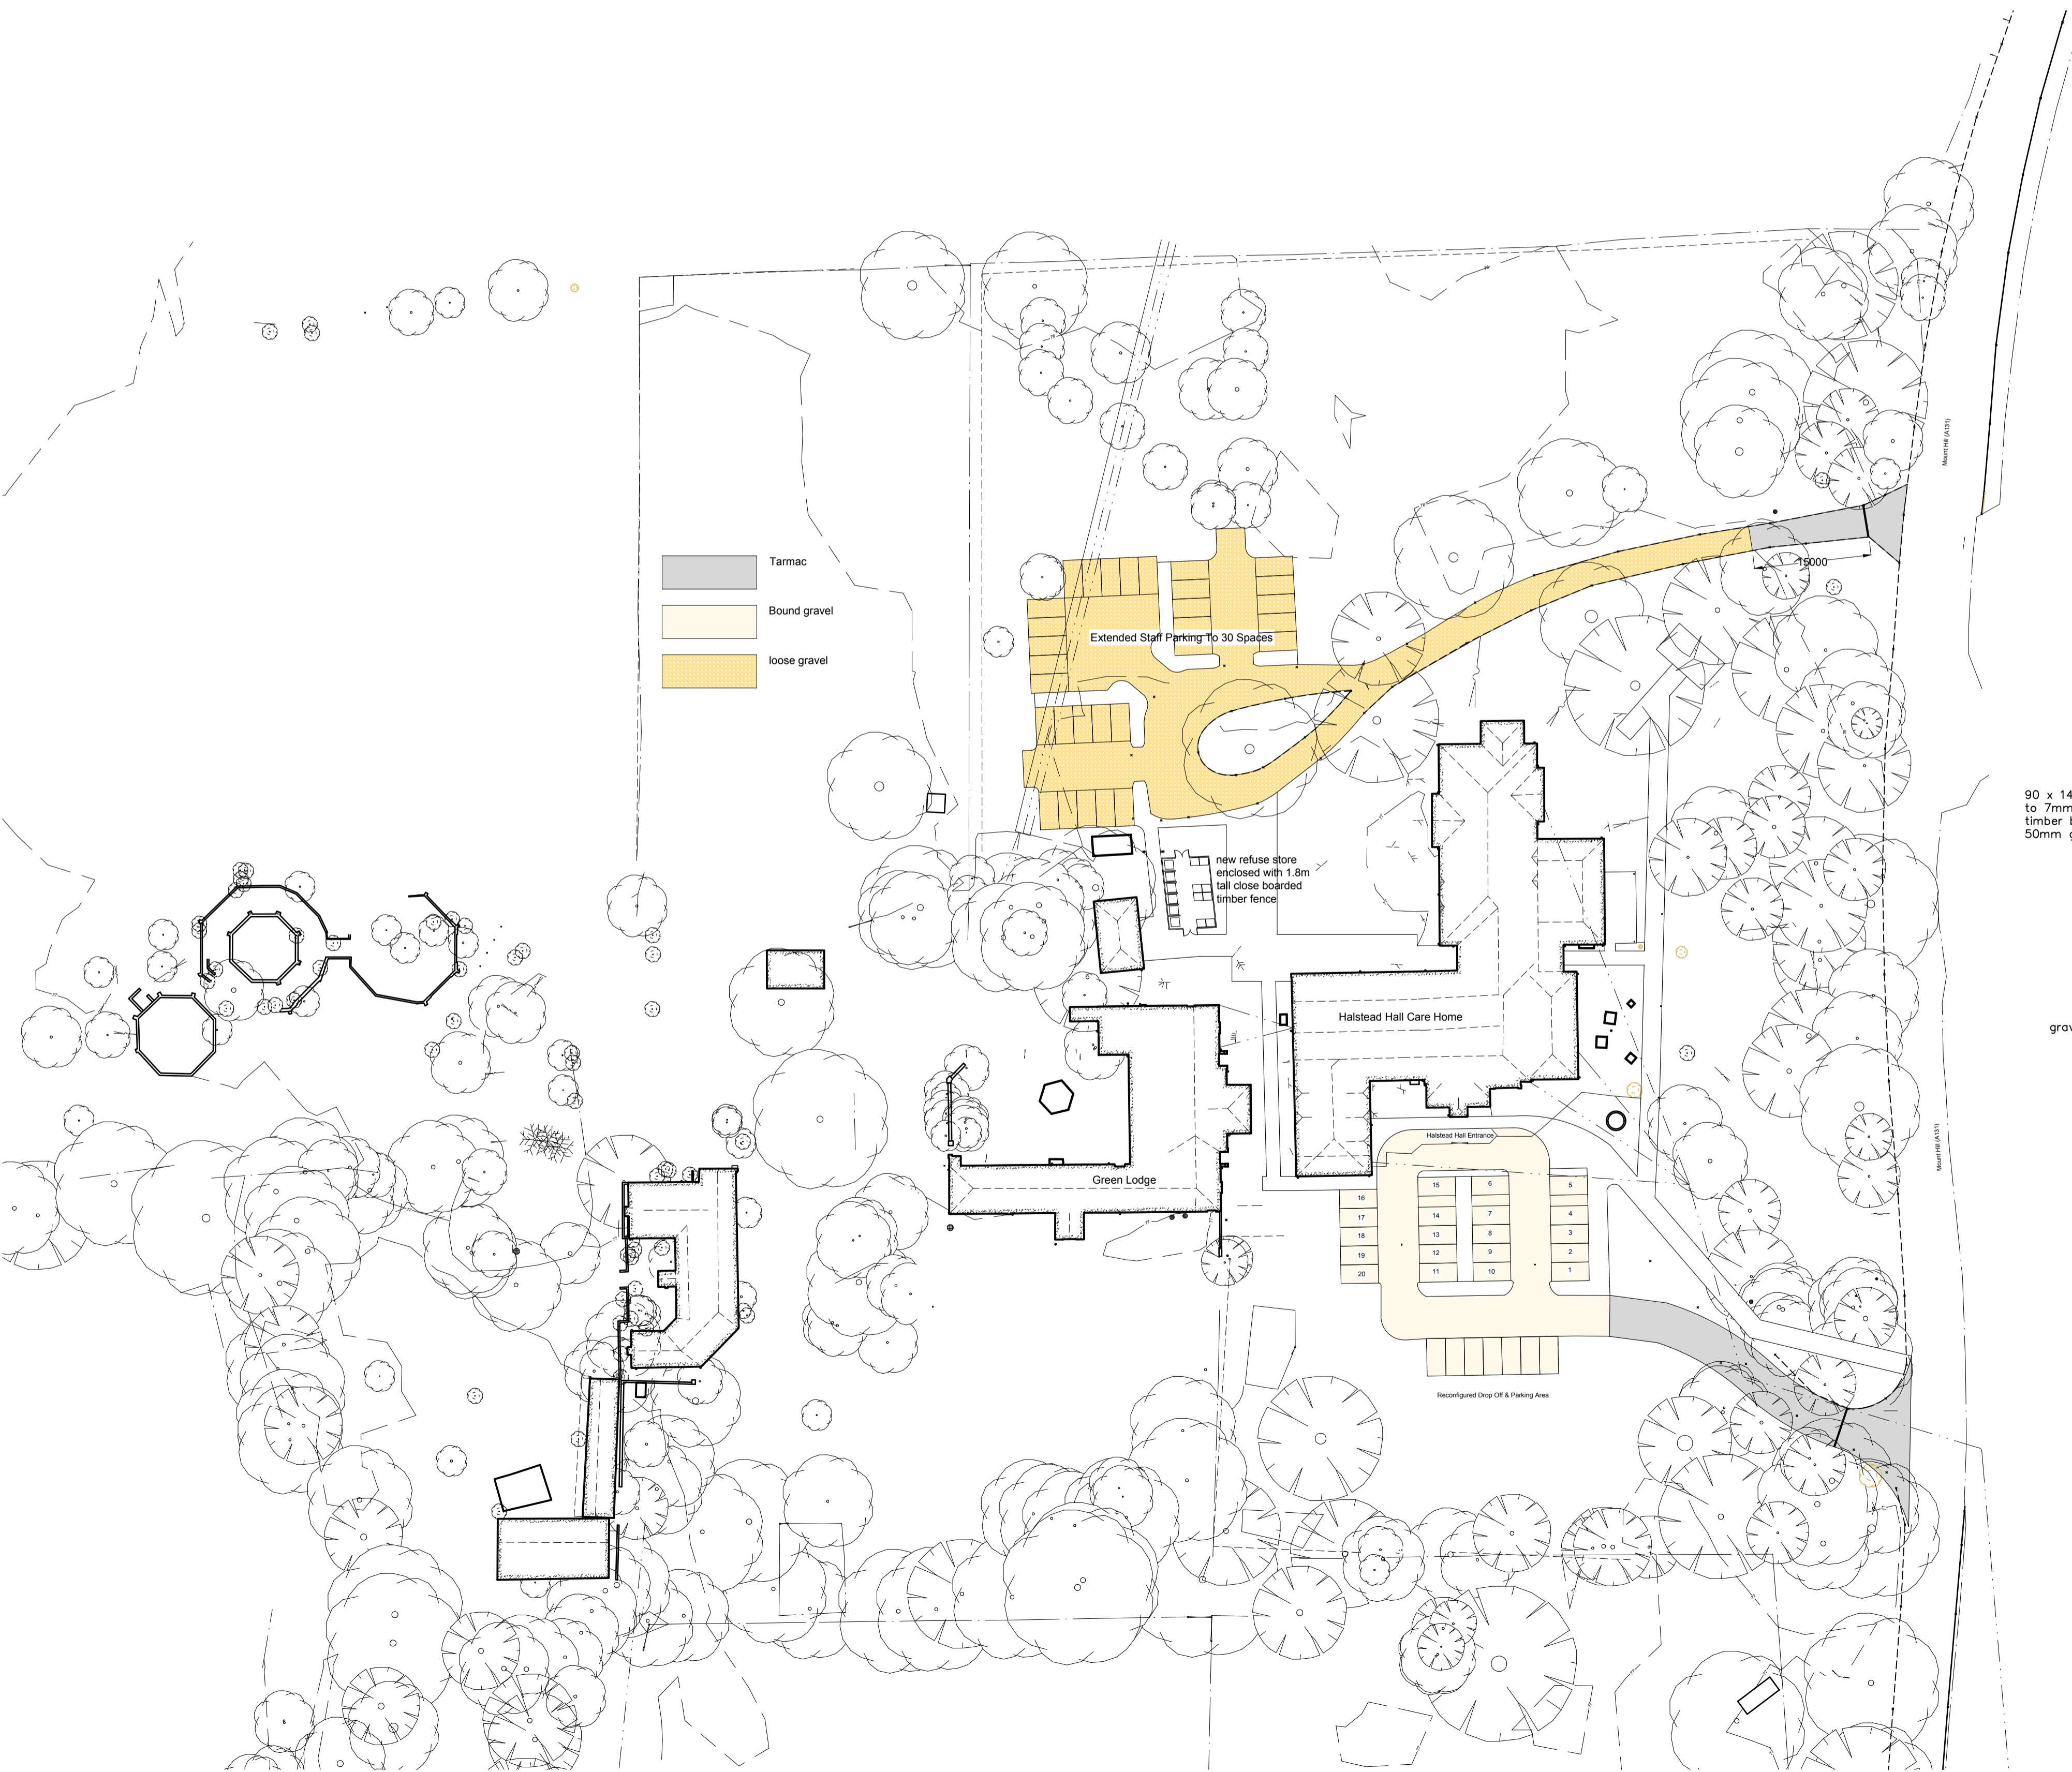 Mount Hill (A131)
Tarmac
15000
Bound gravel
Extended Staff Parking To 30 Spaces
loose gravel
90 x 14
to 7mm
timber b
50mm g
new refuse store
enclosed with 1.8m
tall close boarded
timber fence
Halstead Hall Care Home
grav
Halstead Hall Entrance
Mount Hill (A131)
Green Lodge
16
15
6
5
17
14
7
4
18
13
8
3
19
12
9
2
20
11
10
1
Reconfigured Drop Off & Parking Area